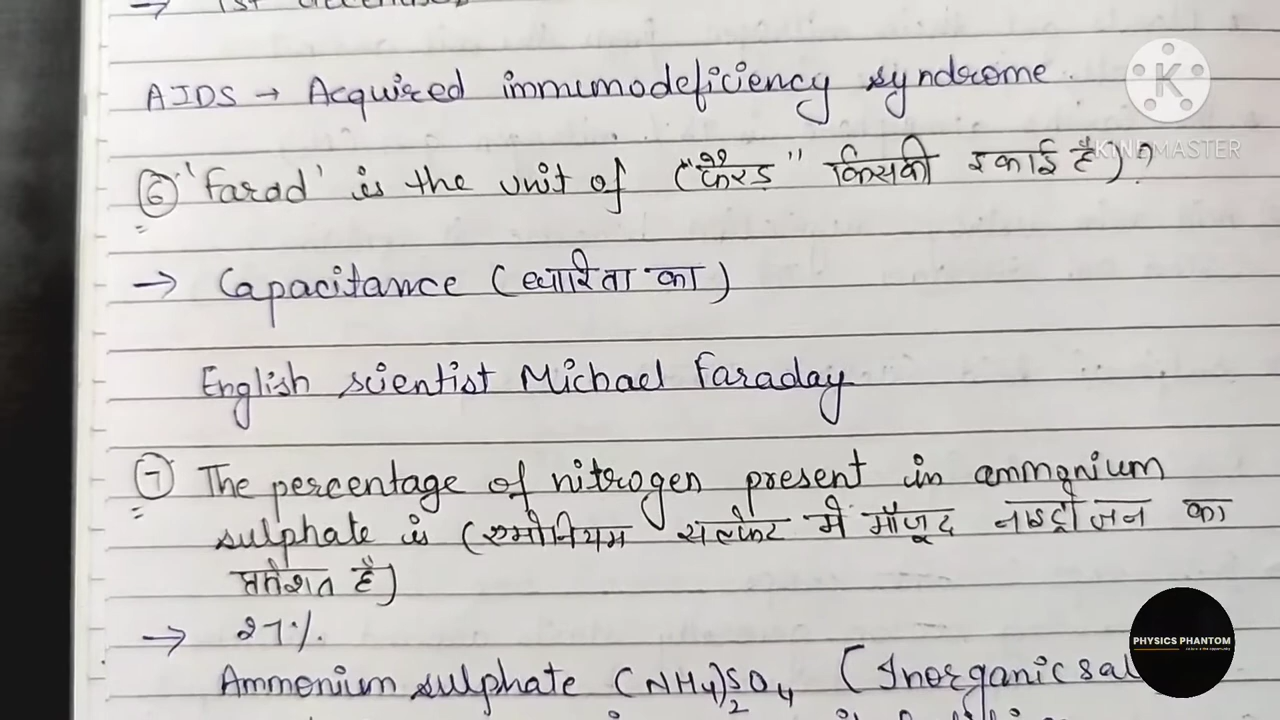 → 1st december
AIDS → Acquired immunodeficiency syndrome.
⑥ 'Farad' is the unit of ("फैरड" किसकी इकाई है) ?
→ Capacitance (धारिता का)
English scientist Michael Faraday
⑦ The percentage of nitrogen present in ammonium
sulphate is (अमोनियम सल्फेट में मौजूद नाइट्रोजन का
प्रतिशत है)
→ 21%.
Ammonium sulphate (NH4)2SO4 (Inorganic sal
KINEMASTER
PHYSICS PHANTOM